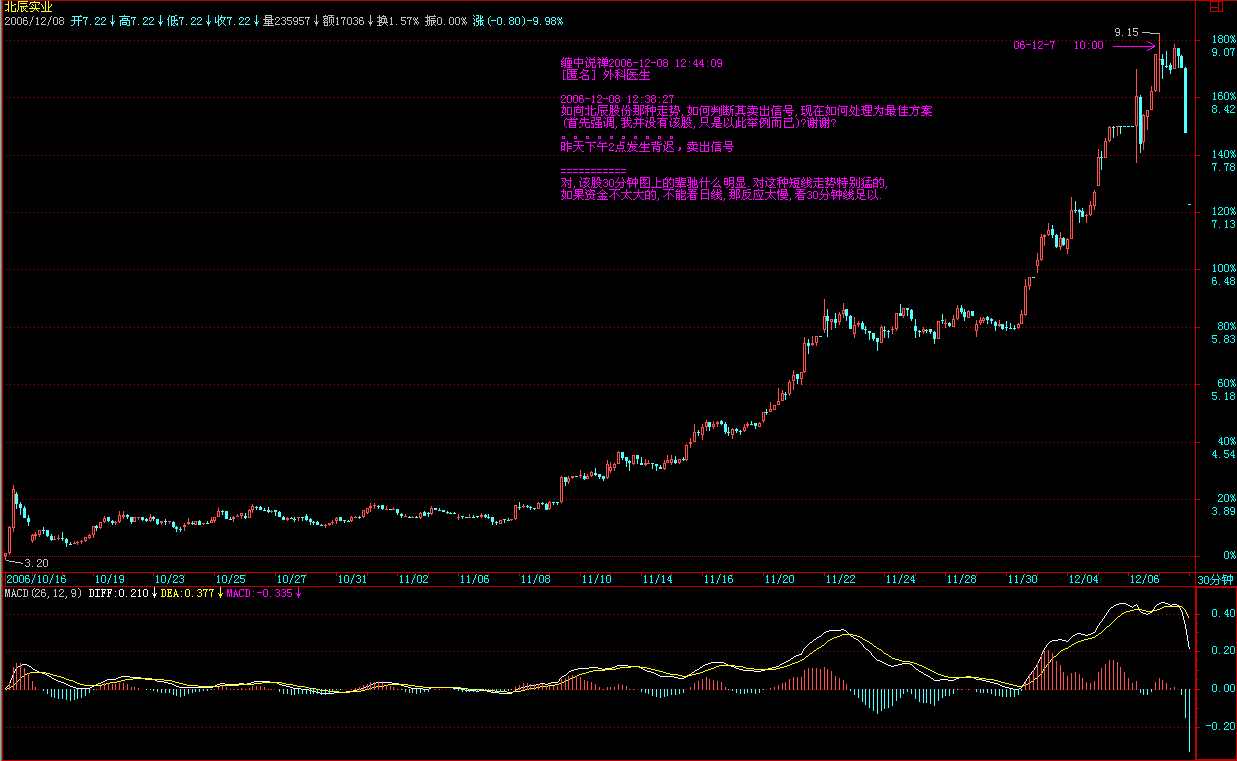 北辰实业
2006/12/08 开7.22↓高7.22↓低7.22↓收7.22↓量235957↓额17036↓换1.57% 振0.00% 涨(-0.80)-9.98%
9.15
06-12-7 10:00
缠中说禅2006-12-08 12:44:09
[匿名] 外科医生
2006-12-08 12:38:27
如向北辰股份那种走势,如何判断其卖出信号,现在如何处理为最佳方案
(首先强调,我并没有该股,只是以此举例而已)?谢谢?
。。。。。。。。。。
昨天下午2点发生背迟，卖出信号
===========
对,该股30分钟图上的辈驰什么明显.对这种短线走势特别猛的,
如果资金不太大的,不能看日线,那反应太慢,看30分钟线足以.
180%
9.07
160%
8.42
140%
7.78
120%
7.13
100%
6.48
80%
5.83
60%
5.18
40%
4.54
20%
3.89
0%
3.20
2006/10/16 10/19 10/23 10/25 10/27 10/31 11/02 11/06 11/08 11/10 11/14 11/16 11/20 11/22 11/24 11/28 11/30 12/04 12/06 30分钟
MACD(26,12,9) DIFF:0.210↓DEA:0.377↓MACD:-0.335↓
0.40
0.20
0.00
-0.20